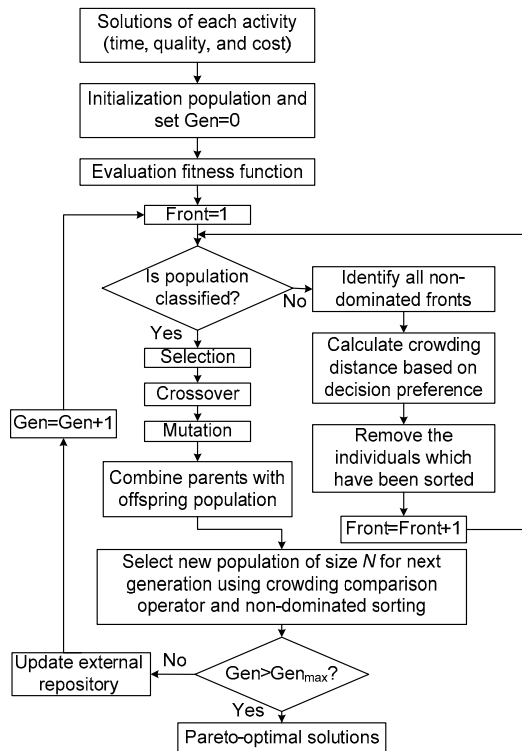 Solutions of each activity
(time, quality, and cost)
Initialization population and
set Gen=0
Evaluation fitness function
Front=1
Is population
classified?
No
Yes
Identify all non-
dominated fronts
Calculate crowding
distance based on
decision preference
Remove the
individuals which
have been sorted
Front=Front+1
Selection
Crossover
Mutation
Gen=Gen+1
Combine parents with
offspring population
Select new population of size N for next
generation using crowding comparison
operator and non-dominated sorting
Gen>Genmax?
No
Update external
repository
Yes
Pareto-optimal solutions